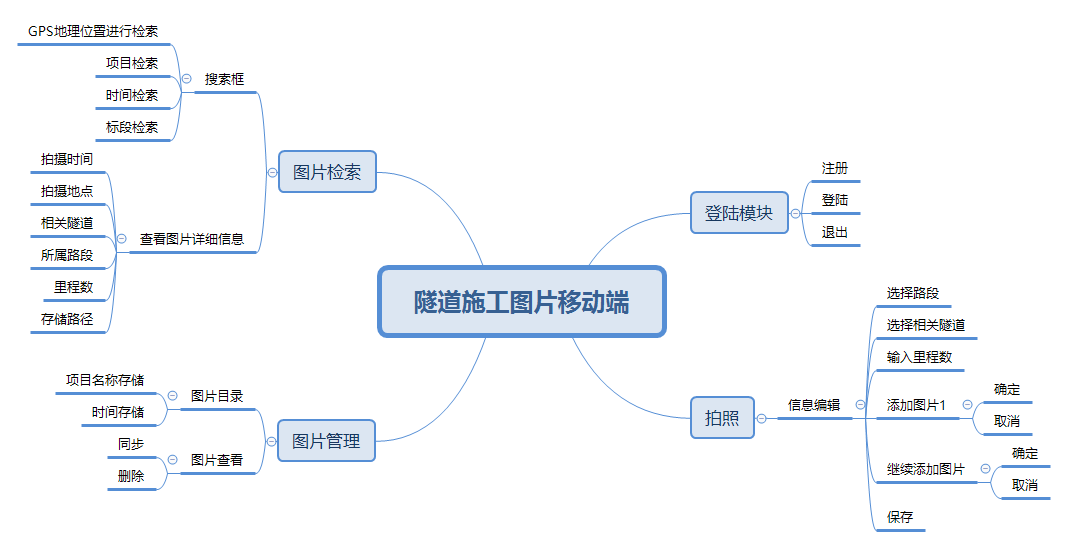 隧道施工图片移动端
图片检索
搜索框
GPS地理位置进行检索
项目检索
时间检索
标段检索
查看图片详细信息
拍摄时间
拍摄地点
相关隧道
所属路段
里程数
存储路径
图片管理
图片目录
项目名称存储
时间存储
图片查看
同步
删除
登陆模块
注册
登陆
退出
拍照
信息编辑
选择路段
选择相关隧道
输入里程数
添加图片1
确定
取消
继续添加图片
确定
取消
保存